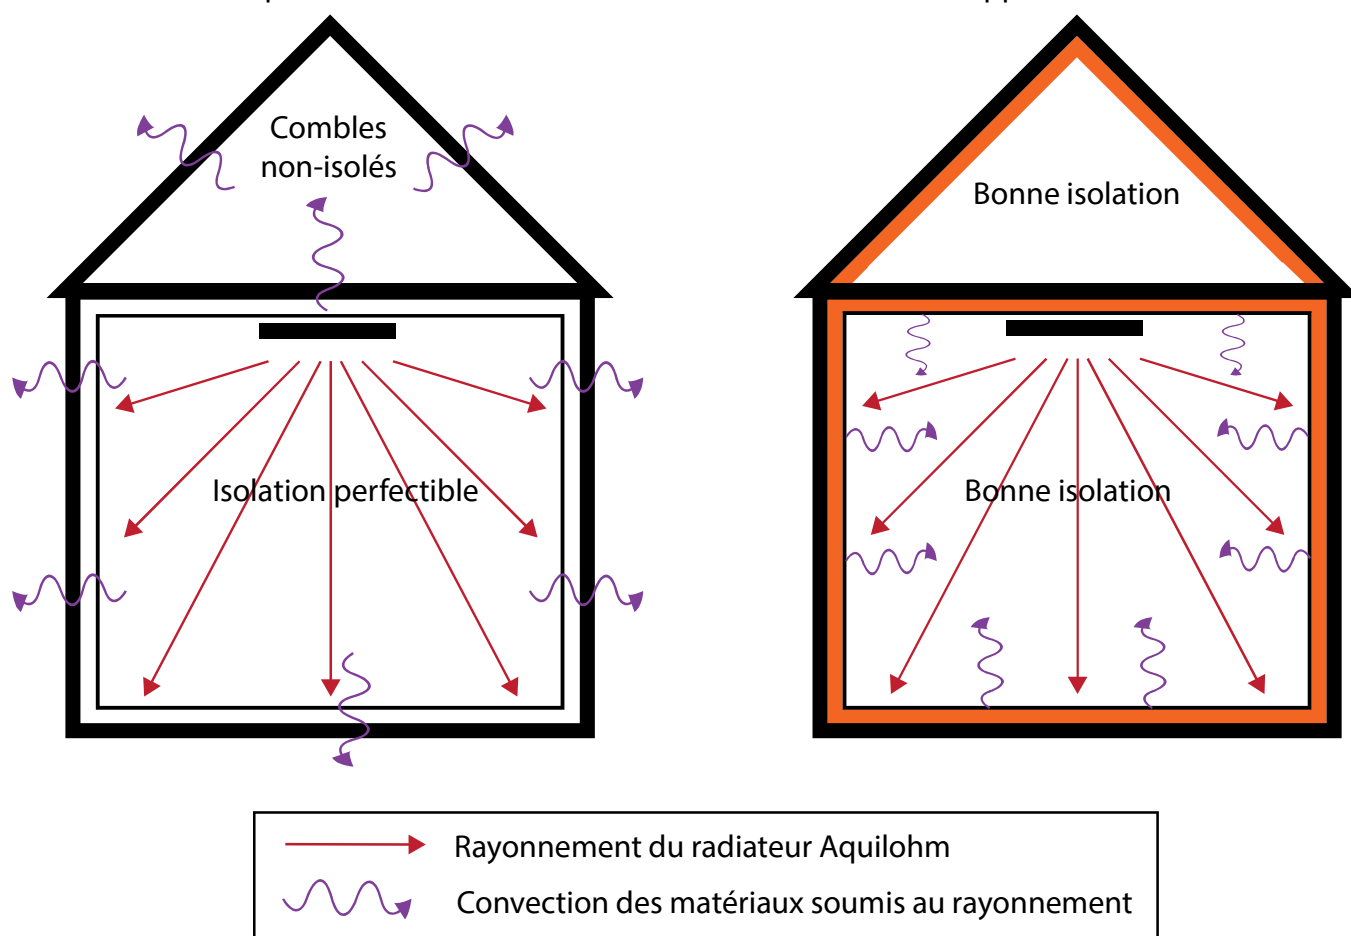 Combles
non-isolés
Bonne isolation
Isolation perfectible
Bonne isolation
Rayonnement du radiateur Aquilohm
Convection des matériaux soumis au rayonnement